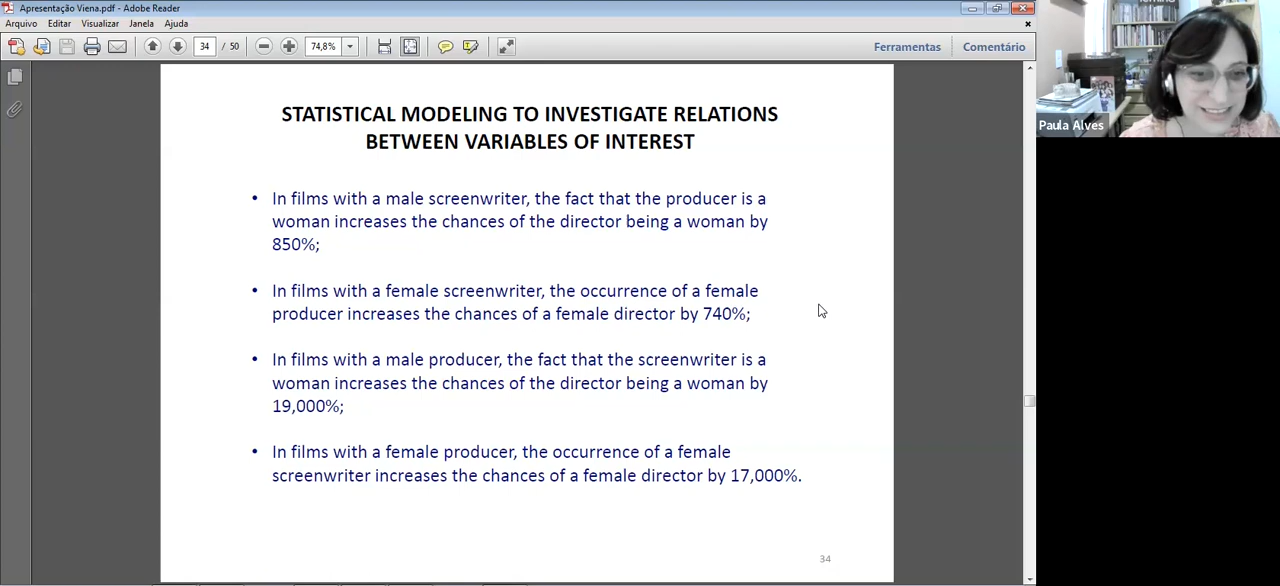 Apresentação Viena.pdf - Adobe Reader
Arquivo Editar Visualizar Janela Ajuda
34 / 50 74,8% Ferramentas Comentário
Paula Alves
STATISTICAL MODELING TO INVESTIGATE RELATIONS
BETWEEN VARIABLES OF INTEREST
• In films with a male screenwriter, the fact that the producer is a
woman increases the chances of the director being a woman by
850%;
• In films with a female screenwriter, the occurrence of a female
producer increases the chances of a female director by 740%;
• In films with a male producer, the fact that the screenwriter is a
woman increases the chances of the director being a woman by
19,000%;
• In films with a female producer, the occurrence of a female
screenwriter increases the chances of a female director by 17,000%.
34